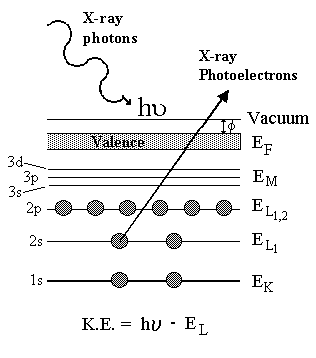 X-ray
photons
X-ray
Photoelectrons
hυ
Vacuum
ϕ
Valence
E_F
3d
3p
3s
E_M
2p
E_L1,2
2s
E_L1
1s
E_K
K.E. = hυ - E_L